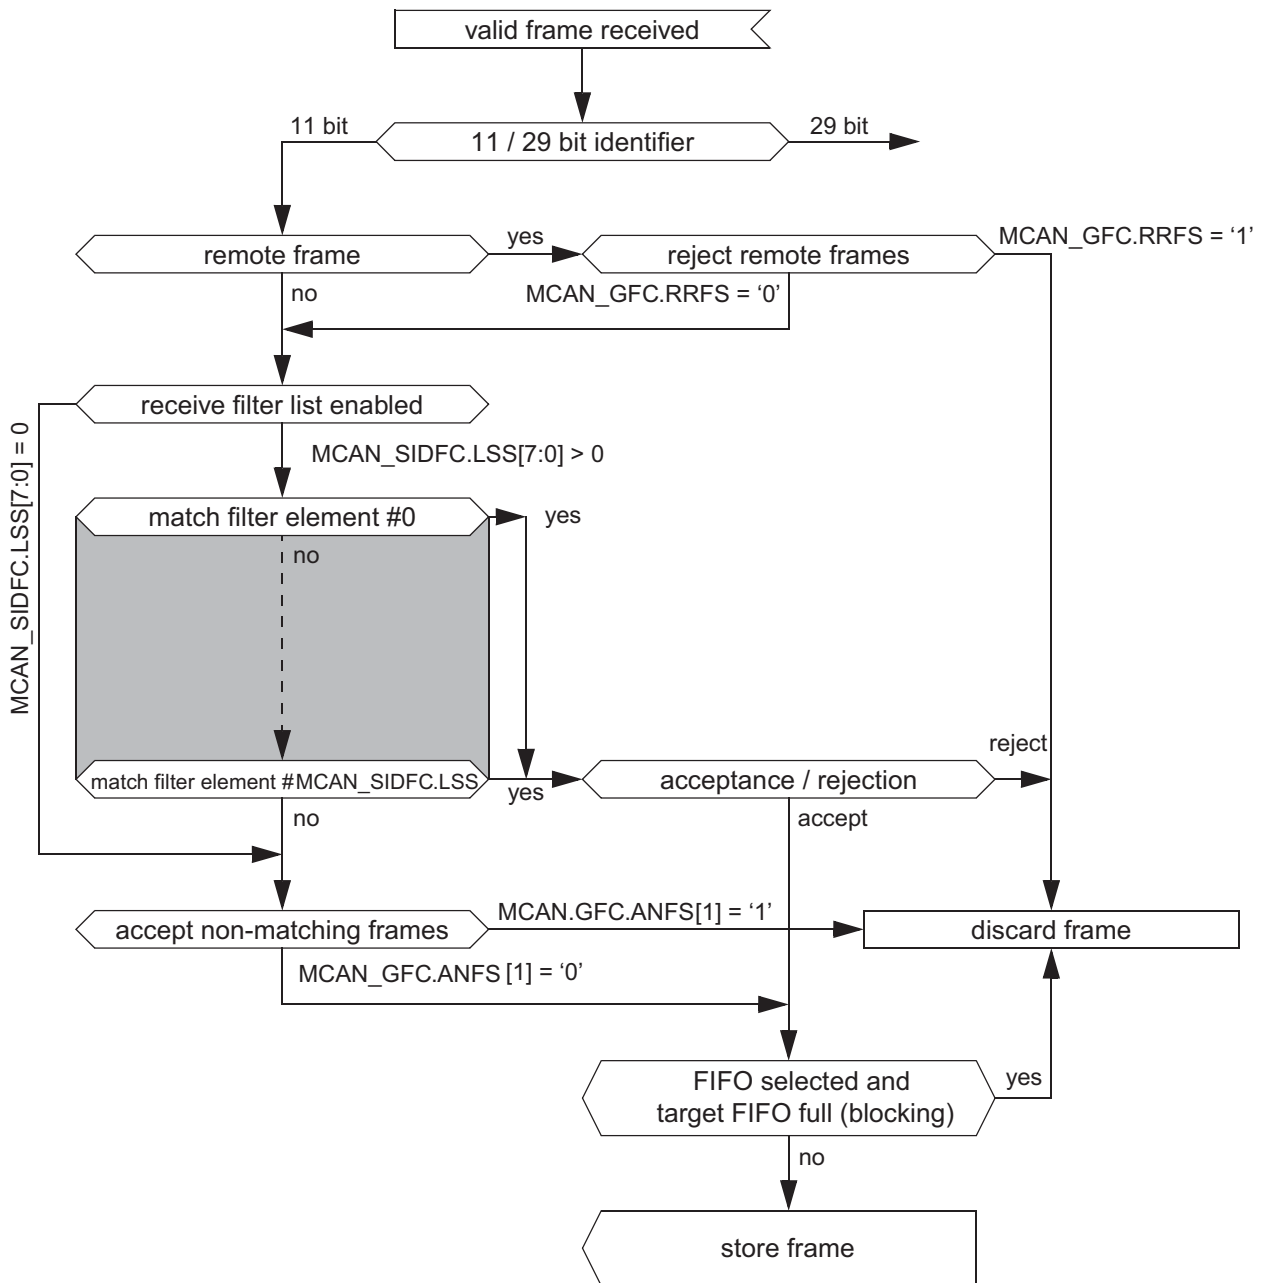 valid frame received
11 bit
11 / 29 bit identifier
29 bit
remote frame
yes
reject remote frames
MCAN_GFC.RRFS = ‘1’
no
MCAN_GFC.RRFS = ‘0’
receive filter list enabled
MCAN_SIDFC.LSS[7:0] = 0
MCAN_SIDFC.LSS[7:0] > 0
match filter element #0
yes
no
match filter element #MCAN_SIDFC.LSS
yes
acceptance / rejection
reject
no
accept
accept non-matching frames
MCAN.GFC.ANFS[1] = ‘1’
discard frame
MCAN_GFC.ANFS [1] = ‘0’
FIFO selected and
target FIFO full (blocking)
yes
no
store frame